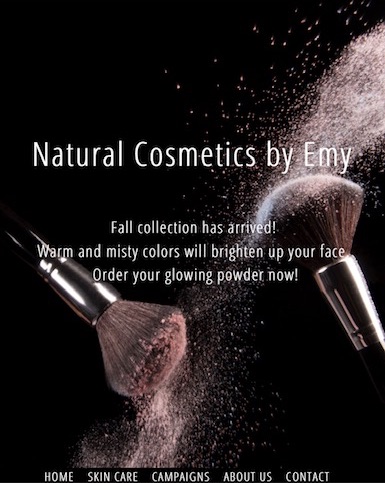 Natural Cosmetics by Emy
Fall collection has arrived!
Warm and misty colors will brighten up your face.
Order your glowing powder now!
HOME SKIN CARE CAMPAIGNS ABOUT US CONTACT